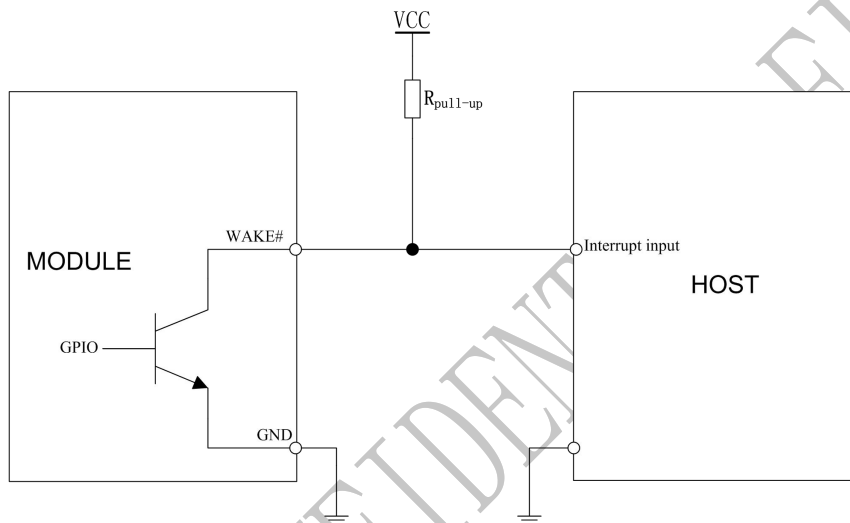 VCC
Rpull-up
WAKE#
Interrupt input
MODULE
HOST
GPIO
GND